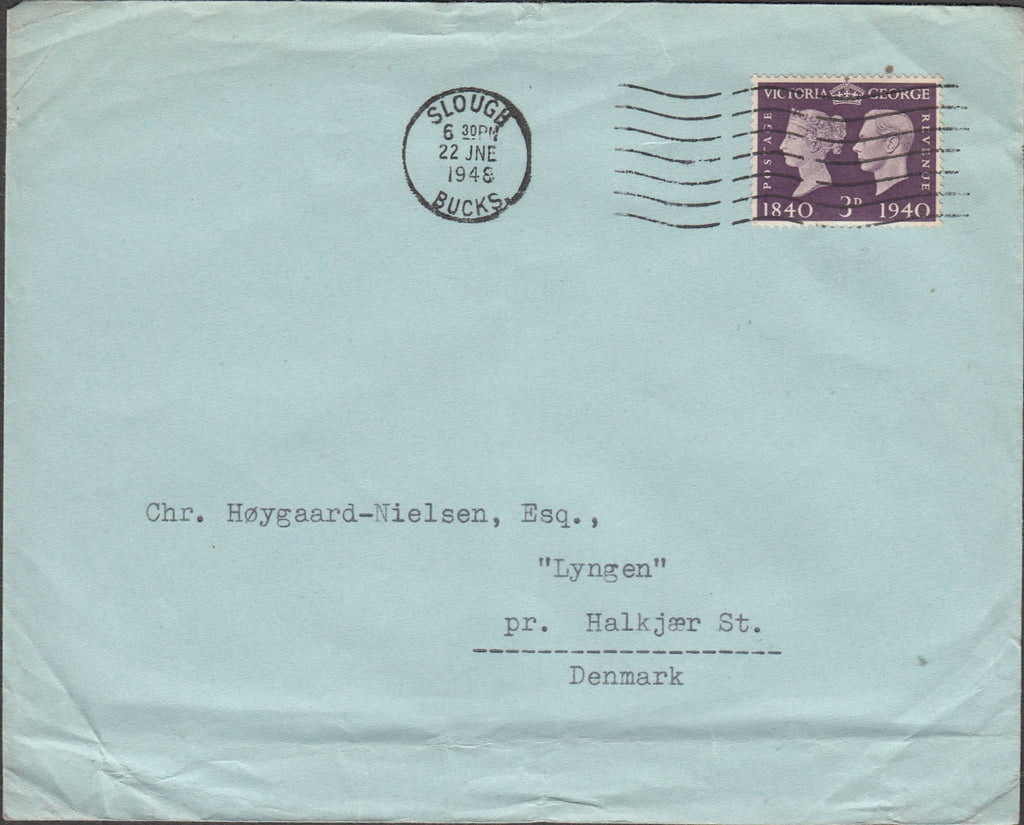 SLOUGH
6 30PM
22 JNE
1948
BUCKS.
VICTORIA GEORGE
POSTAGE
REVENUE
1840 3D 1940
Chr. Høygaard-Nielsen, Esq.,
"Lyngen"
pr. Halkjær St.
Denmark